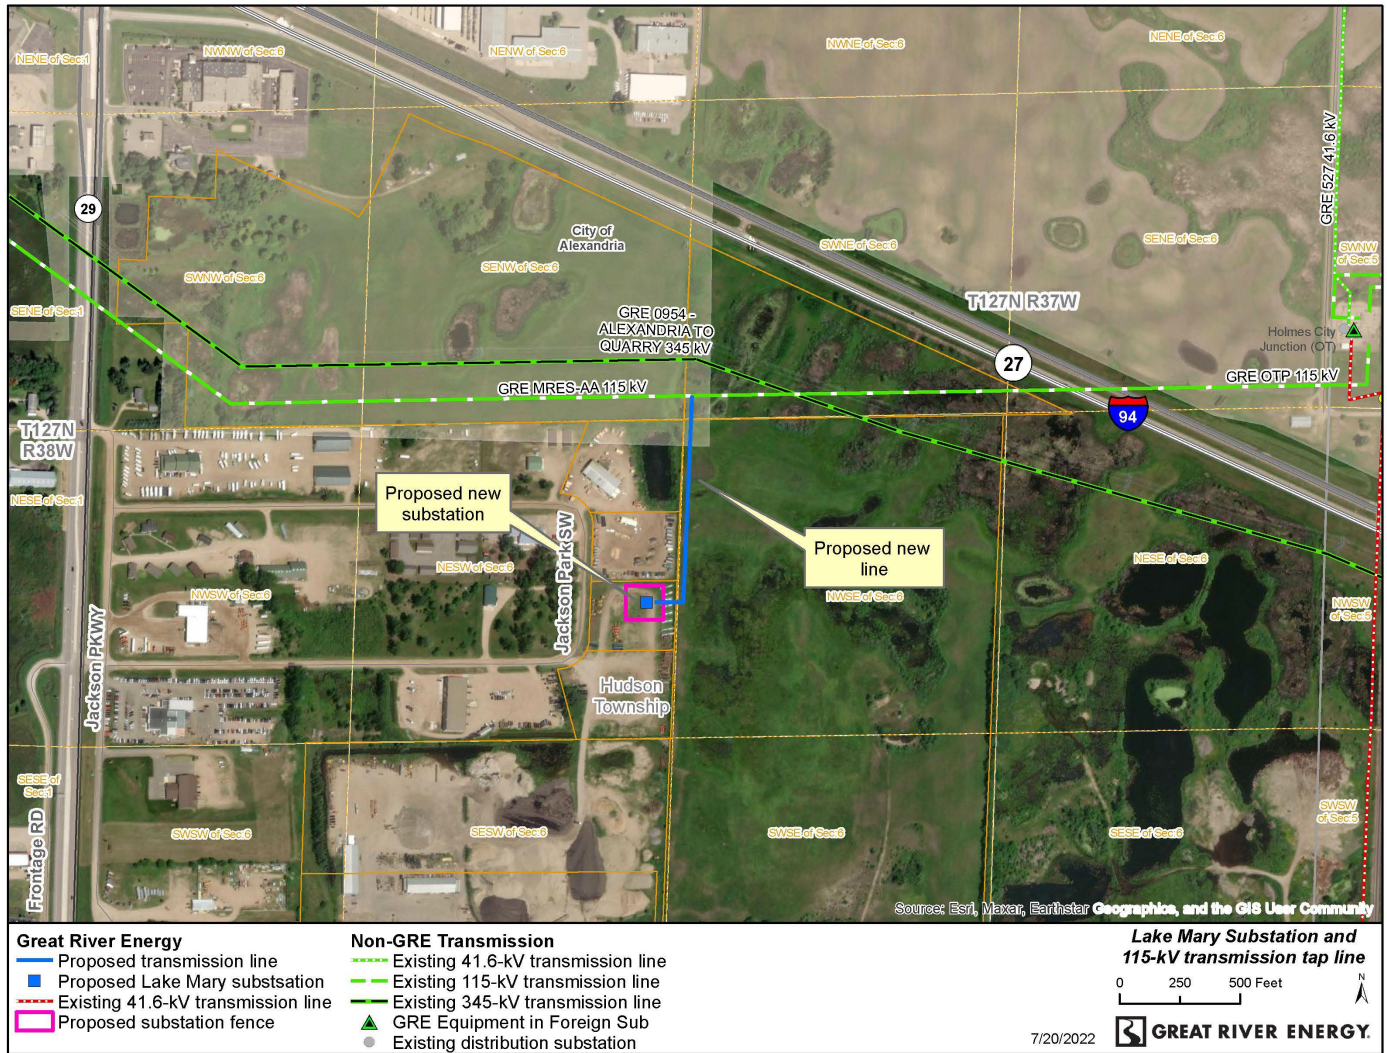 NENE of Sec:1
NWNW of Sec:6
NENW of Sec:6
NWNE of Sec:6
NENE of Sec:6
GRE 527 41.6 kV
29
City of
Alexandria
SWNW of Sec:6
SENW of Sec:6
SWNE of Sec:6
SENE of Sec:6
SWNW
of Sec:5
SENE of Sec:1
T127N R37W
GRE 0954 -
ALEXANDRIA TO
QUARRY 345 kV
Holmes City
Junction (OT)
27
GRE MRES-AA 115 kV
GRE OTP 115 kV
94
T127N
R38W
NESE of Sec:1
Proposed new
substation
Jackson Park SW
Proposed new
line
NESW of Sec:6
NWSW of Sec:6
NWSE of Sec:6
NESE of Sec:6
NWSW
of Sec:5
Jackson PKWY
Hudson
Township
SESE of
Sec:1
Frontage RD
SWSW of Sec:6
SESW of Sec:6
SWSE of Sec:6
SESE of Sec:6
SWSW
of Sec:5
Source: Esri, Maxar, Earthstar Geographics, and the GIS User Community
Great River Energy
Proposed transmission line
Proposed Lake Mary substsation
Existing 41.6-kV transmission line
Proposed substation fence
Non-GRE Transmission
Existing 41.6-kV transmission line
Existing 115-kV transmission line
Existing 345-kV transmission line
GRE Equipment in Foreign Sub
Existing distribution substation
Lake Mary Substation and
115-kV transmission tap line
0 250 500 Feet
N
7/20/2022
GREAT RIVER ENERGY.